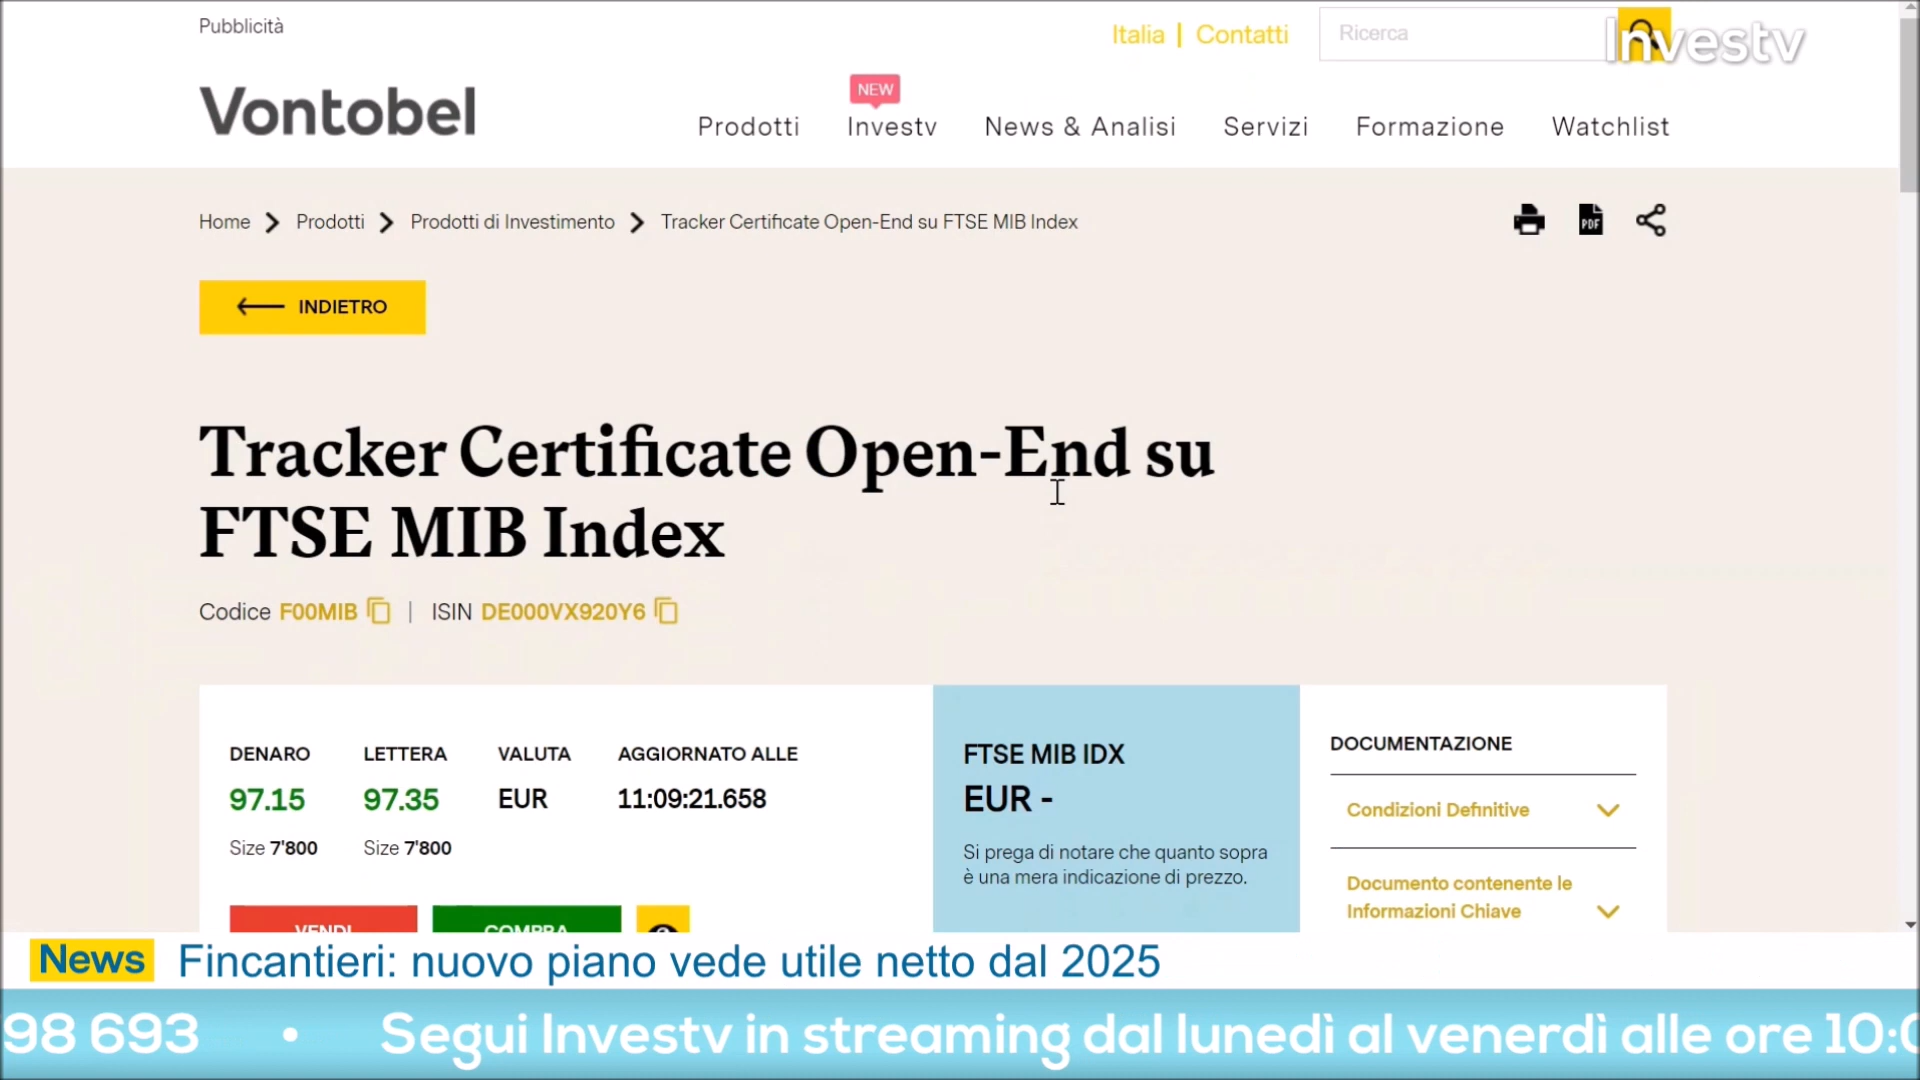 Pubblicità
Italia | Contatti
Ricerca
Investv
Vontobel
NEW
Prodotti Investv News & Analisi Servizi Formazione Watchlist
Home Prodotti Prodotti di Investimento Tracker Certificate Open-End su FTSE MIB Index
PDF
INDIETRO
Tracker Certificate Open-End su
FTSE MIB Index
Codice F00MIB | ISIN DE000VX920Y6
DENARO LETTERA VALUTA AGGIORNATO ALLE
97.15 97.35 EUR 11:09:21.658
Size 7'800 Size 7'800
VENDI COMPRA
FTSE MIB IDX
EUR -
Si prega di notare che quanto sopra
è una mera indicazione di prezzo.
DOCUMENTAZIONE
Condizioni Definitive
Documento contenente le
Informazioni Chiave
News Fincantieri: nuovo piano vede utile netto dal 2025
98 693 • Segui Investv in streaming dal lunedì al venerdì alle ore 10:0